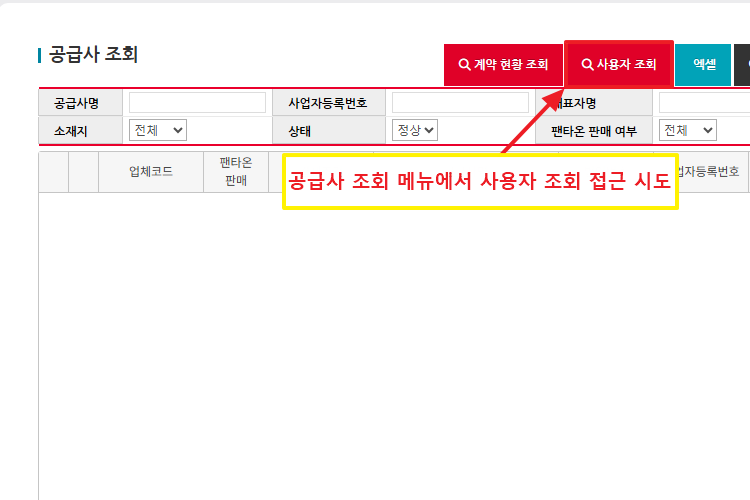 공급사 조회
계약 현황 조회 사용자 조회 엑셀
공급사명 사업자등록번호 대표자명
소재지 전체 상태 정상 팬타온 판매 여부 전체
업체코드 팬타온 업자등록번호
판매
공급사 조회 메뉴에서 사용자 조회 접근 시도